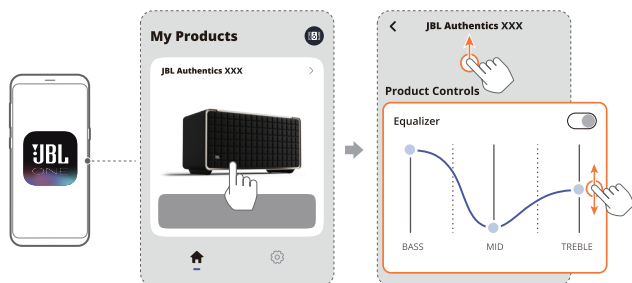 JBL
ONE
My Products
JBL Authentics XXX
JBL Authentics XXX
Product Controls
Equalizer
BASS
MID
TREBLE